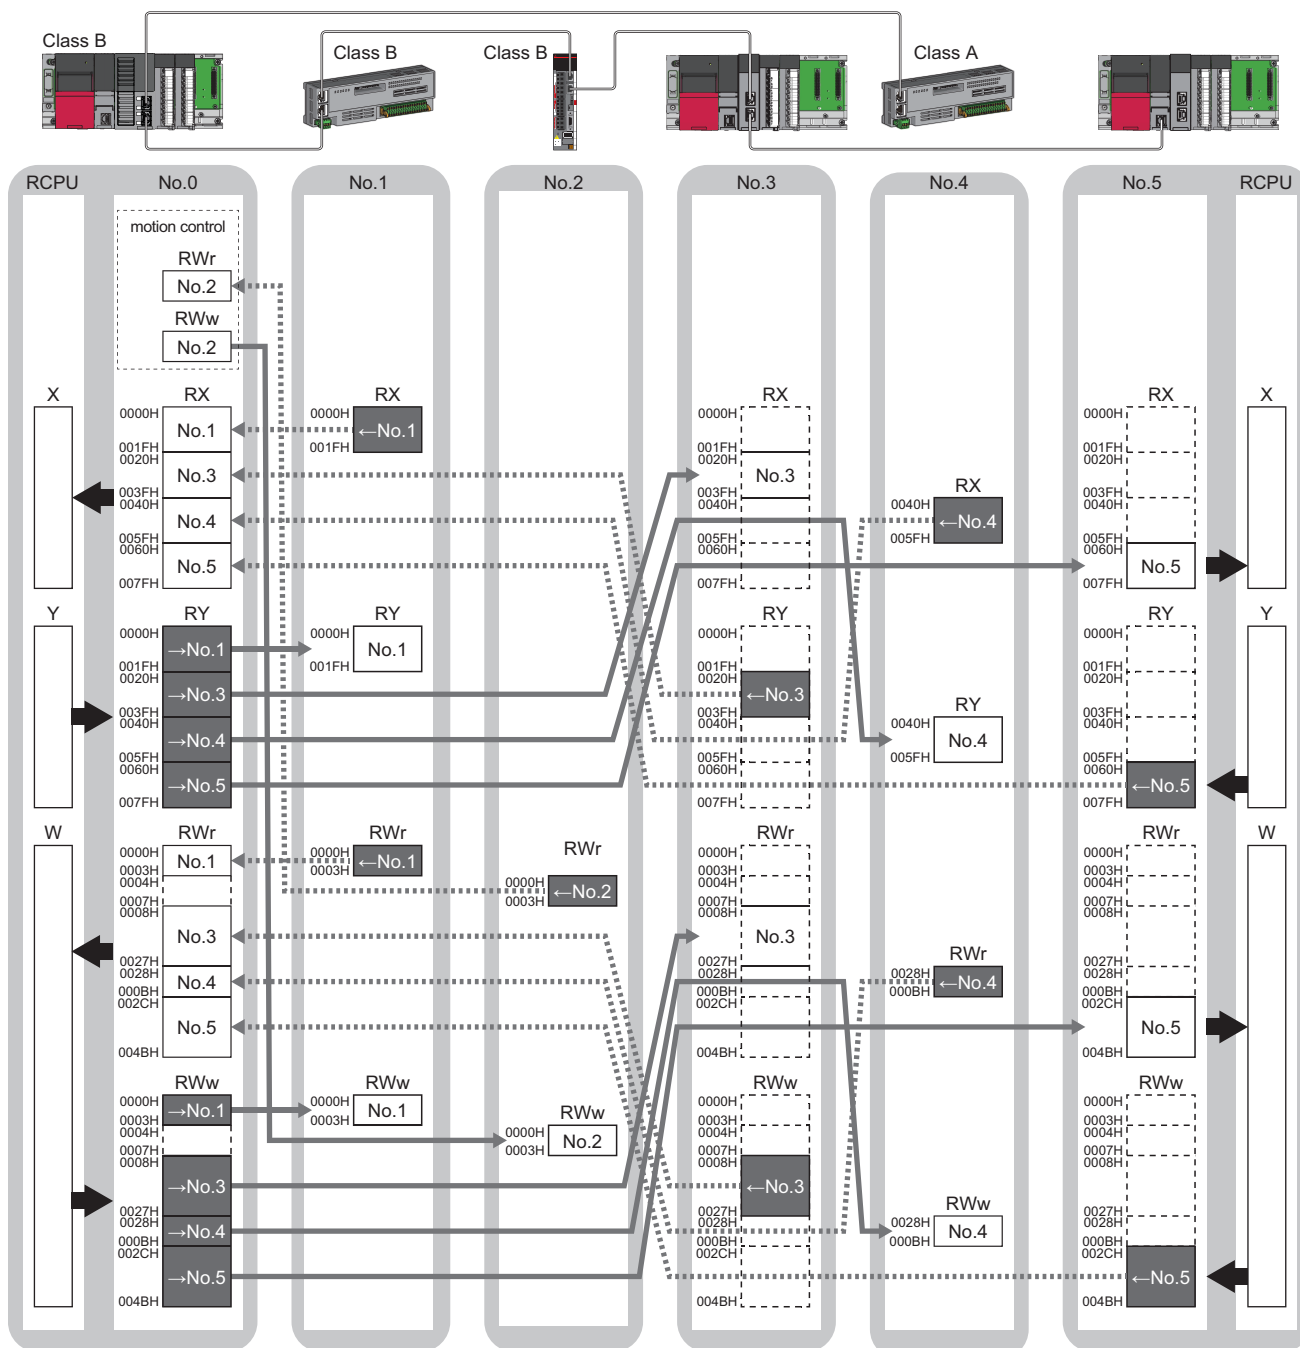 Class B
Class B
Class B
Class A
RCPU
No.0
No.1
No.2
No.3
No.4
No.5
RCPU
motion control
RWr
No.2
RWw
No.2
X
RX
0000H
No.1
001FH
0020H
No.3
003FH
0040H
No.4
005FH
0060H
No.5
007FH
Y
RY
0000H
→No.1
001FH
0020H
→No.3
003FH
0040H
→No.4
005FH
0060H
→No.5
007FH
W
RWr
0000H
No.1
0003H
0004H
0007H
0008H
No.3
0027H
0028H
No.4
000BH
002CH
No.5
004BH
RWw
0000H
→No.1
0003H
0004H
0007H
0008H
→No.3
0027H
0028H
→No.4
000BH
002CH
→No.5
004BH
RX
0000H
←No.1
001FH
RY
0000H
No.1
001FH
RWr
0000H
←No.1
0003H
RWw
0000H
No.1
0003H
RWr
0000H
←No.2
0003H
RWw
0000H
No.2
0003H
RX
0000H
001FH
0020H
No.3
003FH
0040H
005FH
0060H
007FH
RY
0000H
001FH
0020H
←No.3
003FH
0040H
005FH
0060H
007FH
RWr
0000H
0003H
0004H
0007H
0008H
No.3
0027H
0028H
000BH
002CH
004BH
RWw
0000H
0003H
0004H
0007H
0008H
←No.3
0027H
0028H
000BH
002CH
004BH
RX
0040H
←No.4
005FH
RY
0040H
No.4
005FH
RWr
0028H
←No.4
000BH
RWw
0028H
No.4
000BH
RX
0000H
001FH
0020H
003FH
0040H
005FH
0060H
No.5
007FH
RY
0000H
001FH
0020H
003FH
0040H
005FH
0060H
←No.5
007FH
RWr
0000H
0003H
0004H
0007H
0008H
0027H
0028H
000BH
002CH
No.5
004BH
RWw
0000H
0003H
0004H
0007H
0008H
0027H
0028H
000BH
002CH
←No.5
004BH
X
Y
W